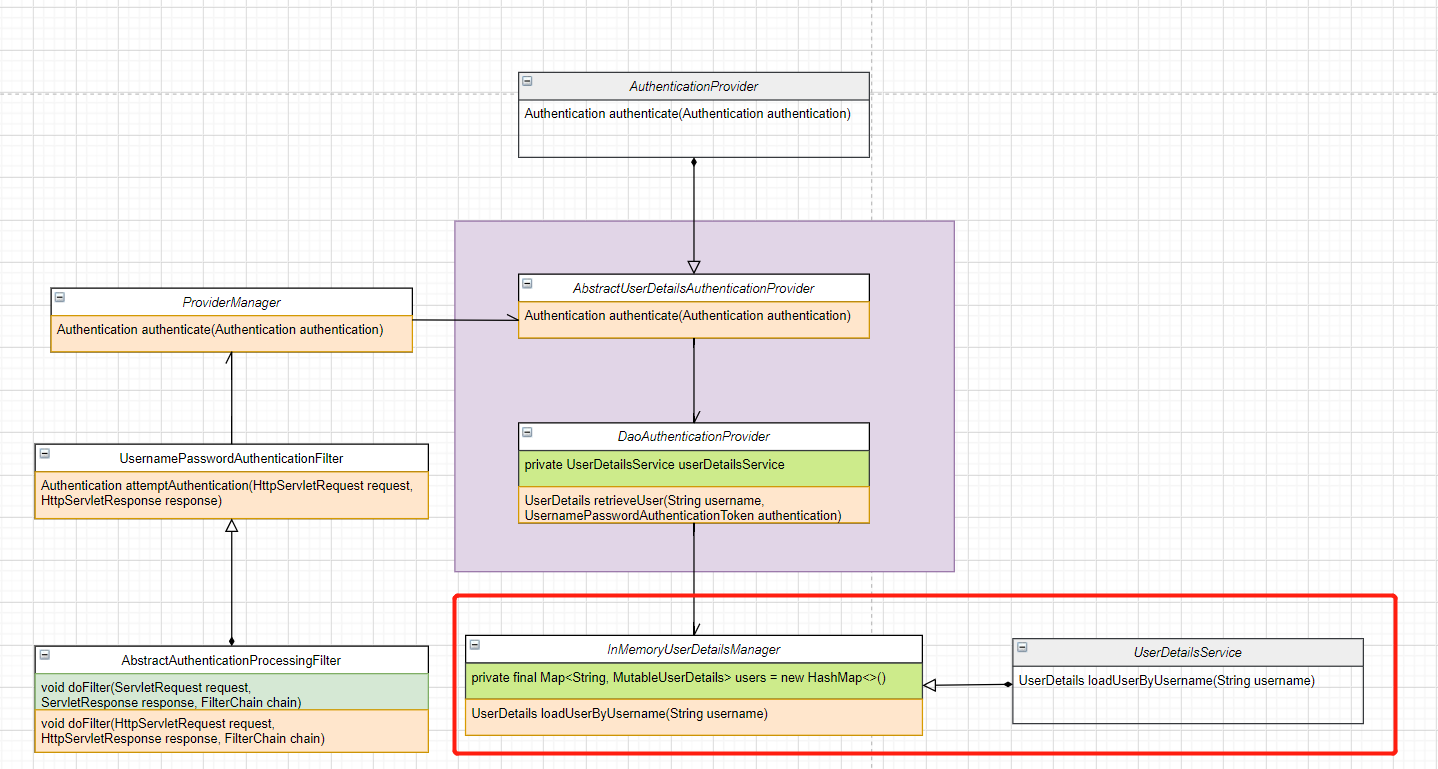 AuthenticationProvider
Authentication authenticate(Authentication authentication)
AbstractUserDetailsAuthenticationProvider
Authentication authenticate(Authentication authentication)
ProviderManager
Authentication authenticate(Authentication authentication)
DaoAuthenticationProvider
private UserDetailsService userDetailsService
UserDetails retrieveUser(String username,
UsernamePasswordAuthenticationToken authentication)
UsernamePasswordAuthenticationFilter
Authentication attemptAuthentication(HttpServletRequest request,
HttpServletResponse response)
AbstractAuthenticationProcessingFilter
void doFilter(ServletRequest request,
ServletResponse response, FilterChain chain)
void doFilter(HttpServletRequest request,
HttpServletResponse response, FilterChain chain)
InMemoryUserDetailsManager
private final Map<String, MutableUserDetails> users = new HashMap<>()
UserDetails loadUserByUsername(String username)
UserDetailsService
UserDetails loadUserByUsername(String username)